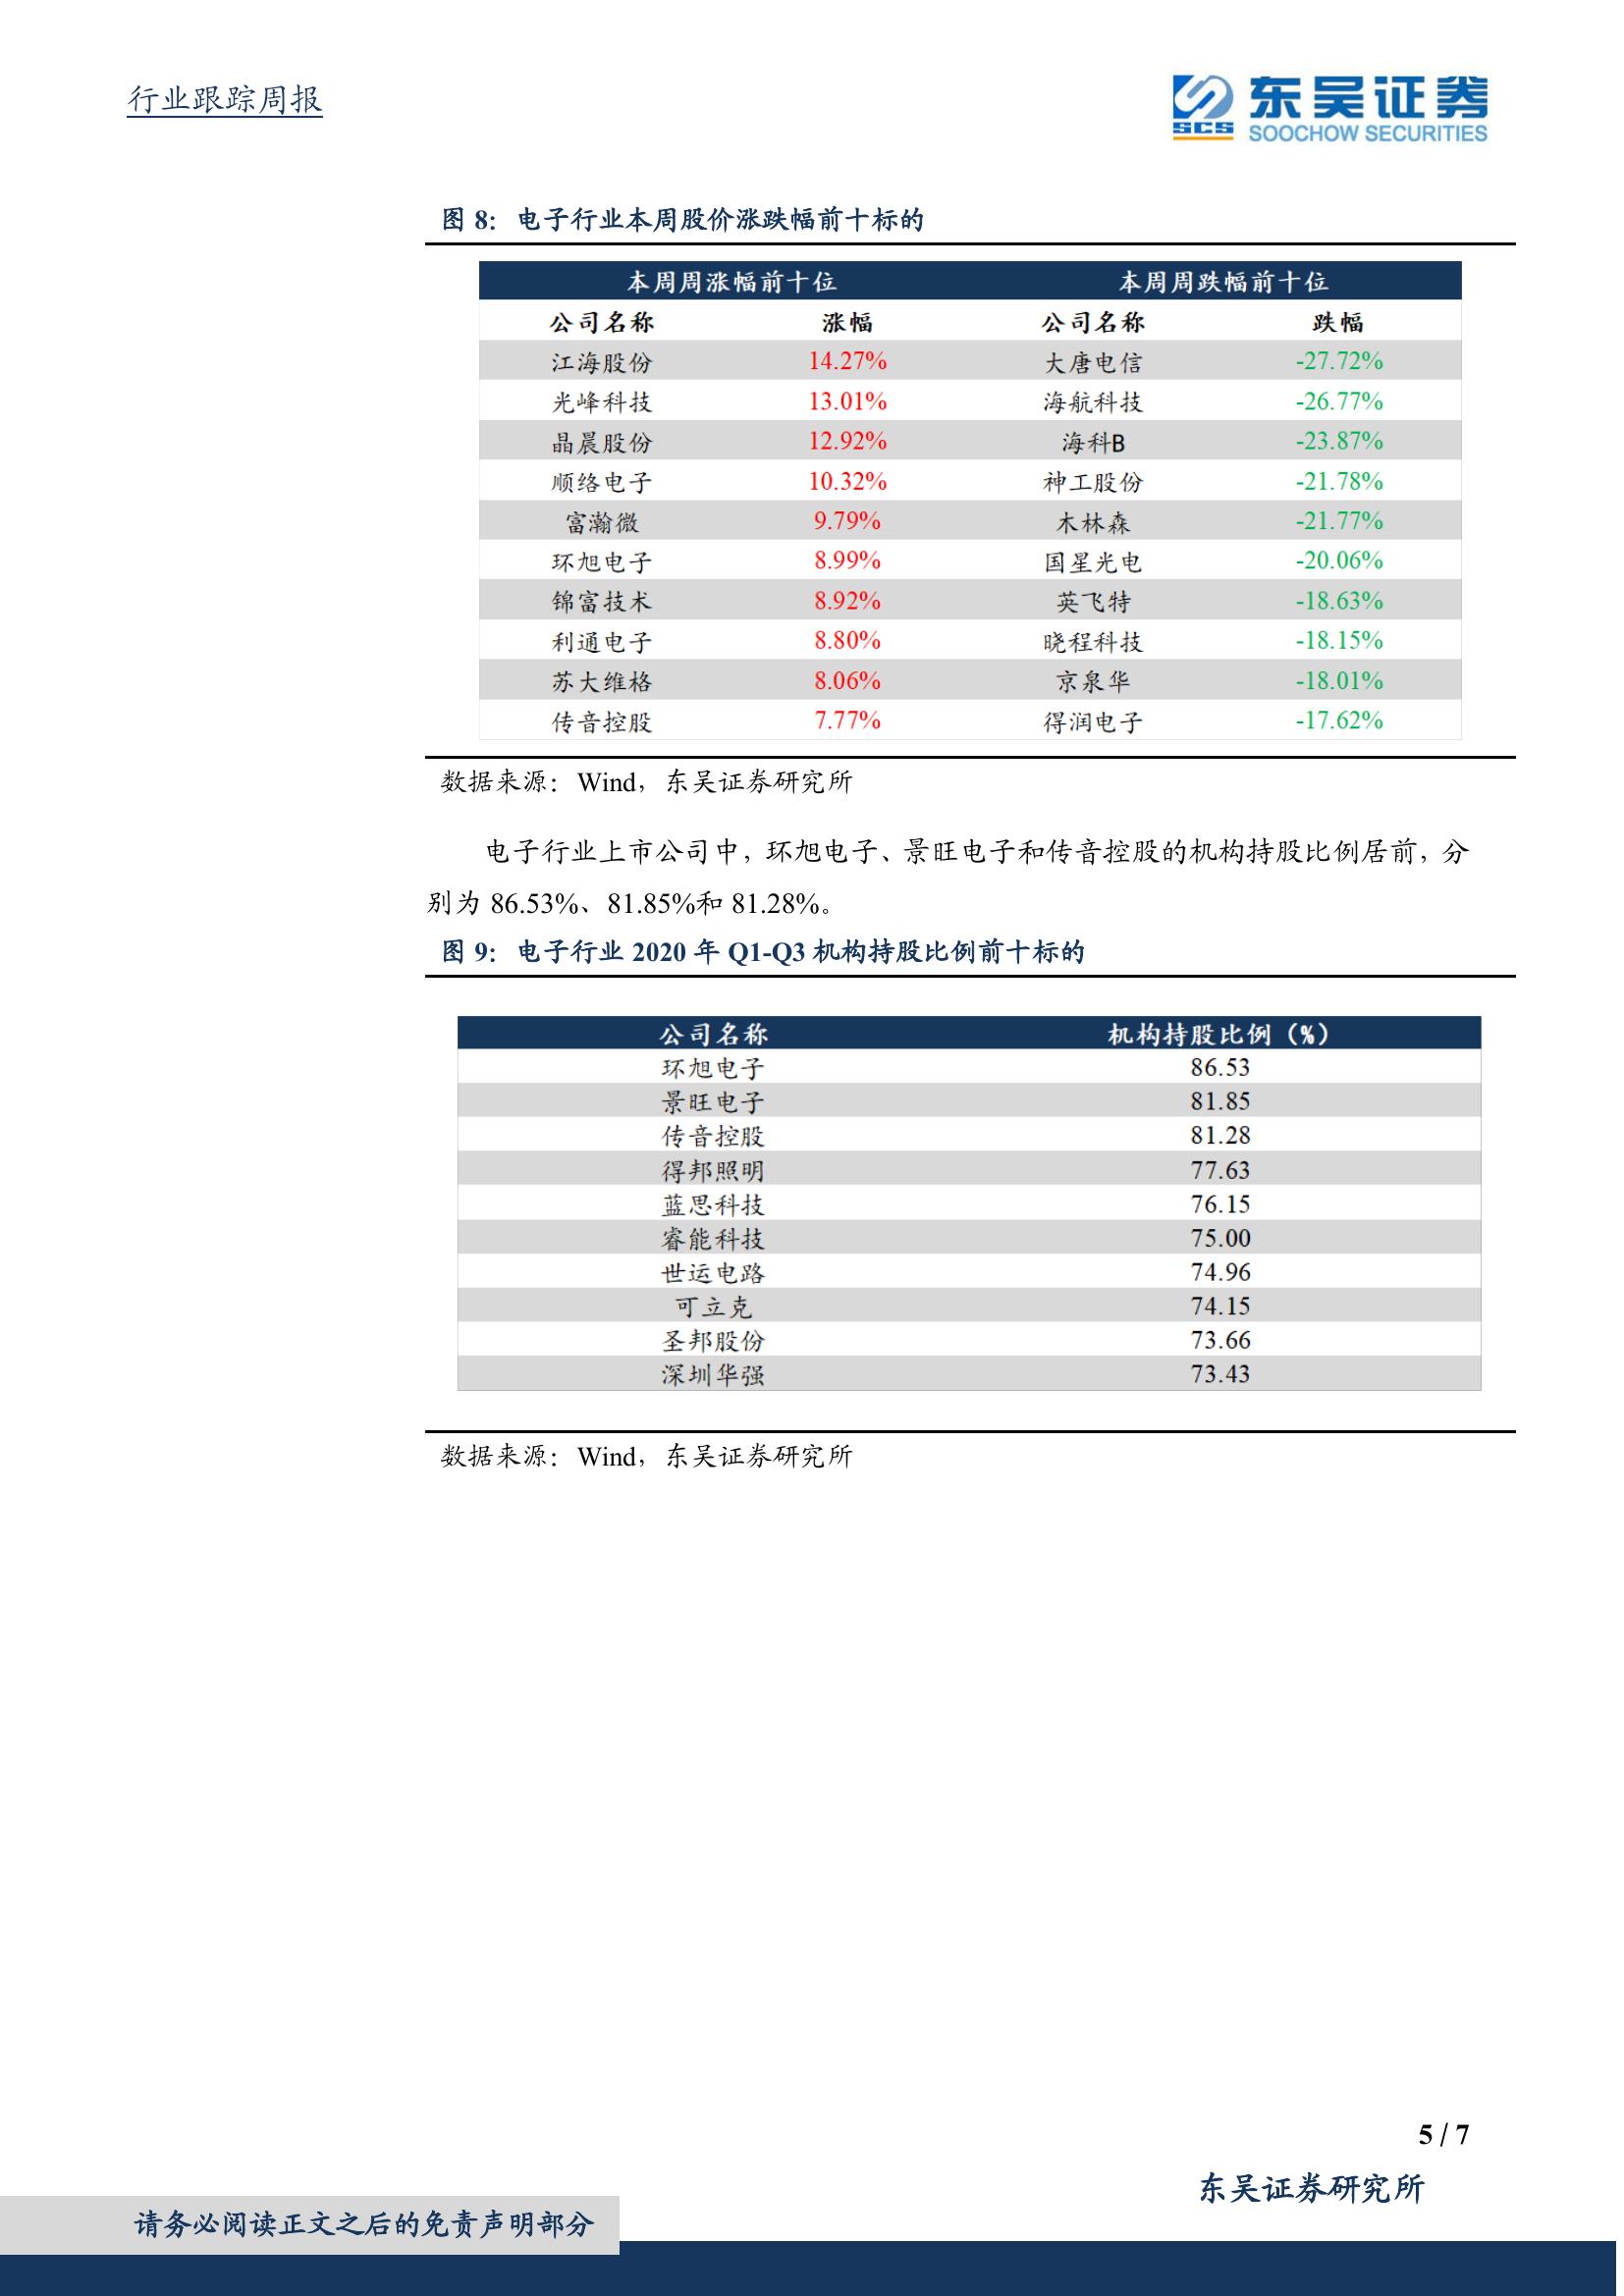 行业跟踪周报
东吴证券
SCS
SOOCHOW SECURITIES
图 8： 电子行业本周股价涨跌幅前十标的
本周周涨幅前十位 本周周跌幅前十位
公司名称 涨幅 公司名称 跌幅
江海股份 14.27% 大唐电信 -27.72%
光峰科技 13.01% 海航科技 -26.77%
晶晨股份 12.92% 海科B -23.87%
顺络电子 10.32% 神工股份 -21.78%
富瀚微 9.79% 木林森 -21.77%
环旭电子 8.99% 国星光电 -20.06%
锦富技术 8.92% 英飞特 -18.63%
利通电子 8.80% 晓程科技 -18.15%
苏大维格 8.06% 京泉华 -18.01%
传音控股 7.77% 得润电子 -17.62%
数据来源：Wind，东吴证券研究所
电子行业上市公司中，环旭电子、景旺电子和传音控股的机构持股比例居前，分
别为 86.53%、81.85%和 81.28%。
图 9： 电子行业 2020 年 Q1-Q3 机构持股比例前十标的
公司名称 机构持股比例（%）
环旭电子 86.53
景旺电子 81.85
传音控股 81.28
得邦照明 77.63
蓝思科技 76.15
睿能科技 75.00
世运电路 74.96
可立克 74.15
圣邦股份 73.66
深圳华强 73.43
数据来源：Wind，东吴证券研究所
5 / 7
东吴证券研究所
请务必阅读正文之后的免责声明部分